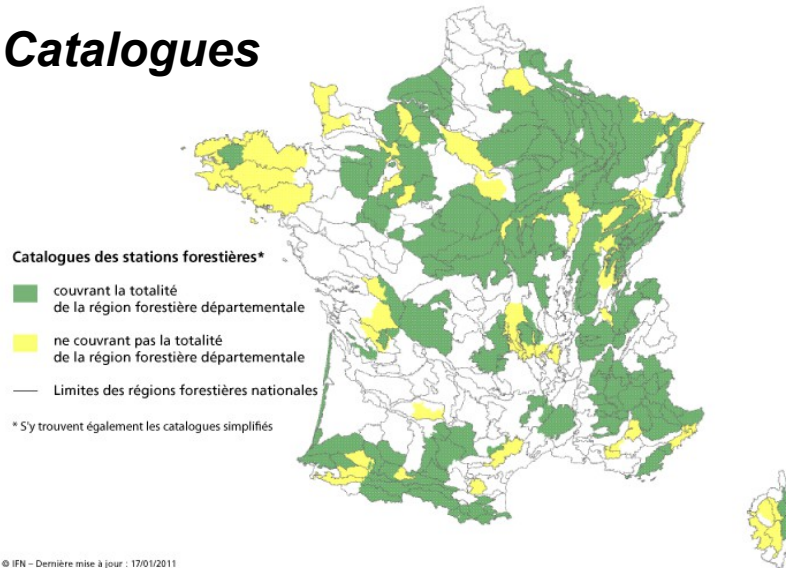 Catalogues
Catalogues des stations forestières*
couvrant la totalité
de la région forestière départementale
ne couvrant pas la totalité
de la région forestière départementale
Limites des régions forestières nationales
* S'y trouvent également les catalogues simplifiés
© IFN – Dernière mise à jour : 17/01/2011